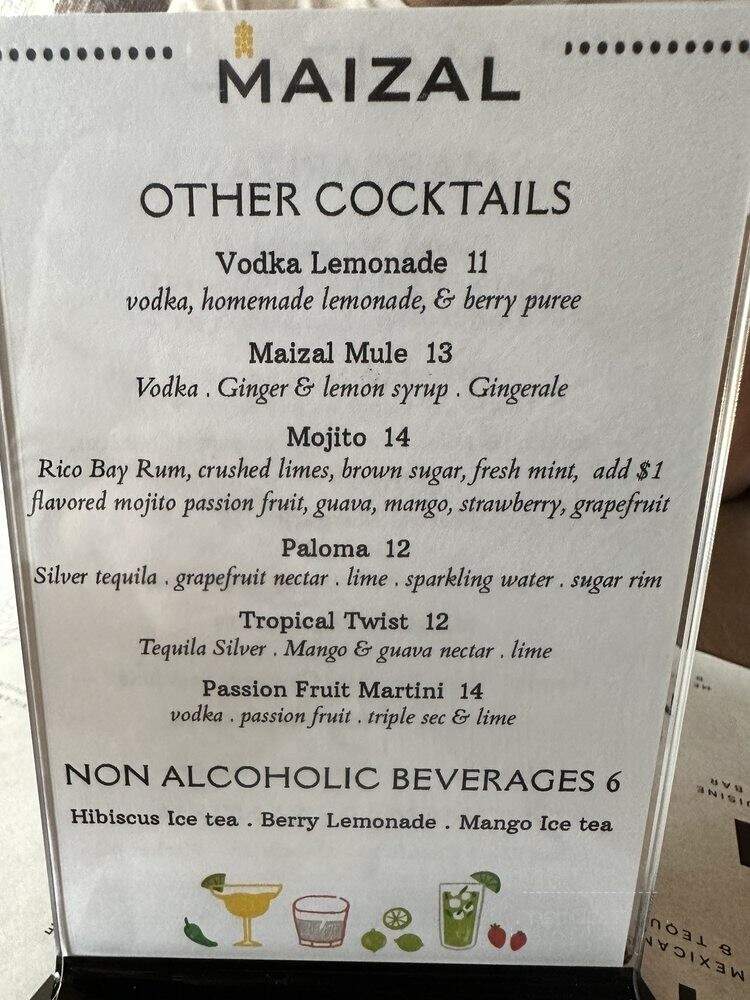 MAIZAL
OTHER COCKTAILS
Vodka Lemonade 11
vodka, homemade lemonade, & berry puree
Maizal Mule 13
Vodka . Ginger & lemon syrup . Gingerale
Mojito 14
Rico Bay Rum, crushed limes, brown sugar, fresh mint, add $1
flavored mojito passion fruit, guava, mango, strawberry, grapefruit
Paloma 12
Silver tequila . grapefruit nectar . lime . sparkling water . sugar rim
Tropical Twist 12
Tequila Silver . Mango & guava nectar . lime
Passion Fruit Martini 14
vodka . passion fruit . triple sec & lime
NON ALCOHOLIC BEVERAGES 6
Hibiscus Ice tea . Berry Lemonade . Mango Ice tea
MEXICAN
& TEQU
UISINE
BAR